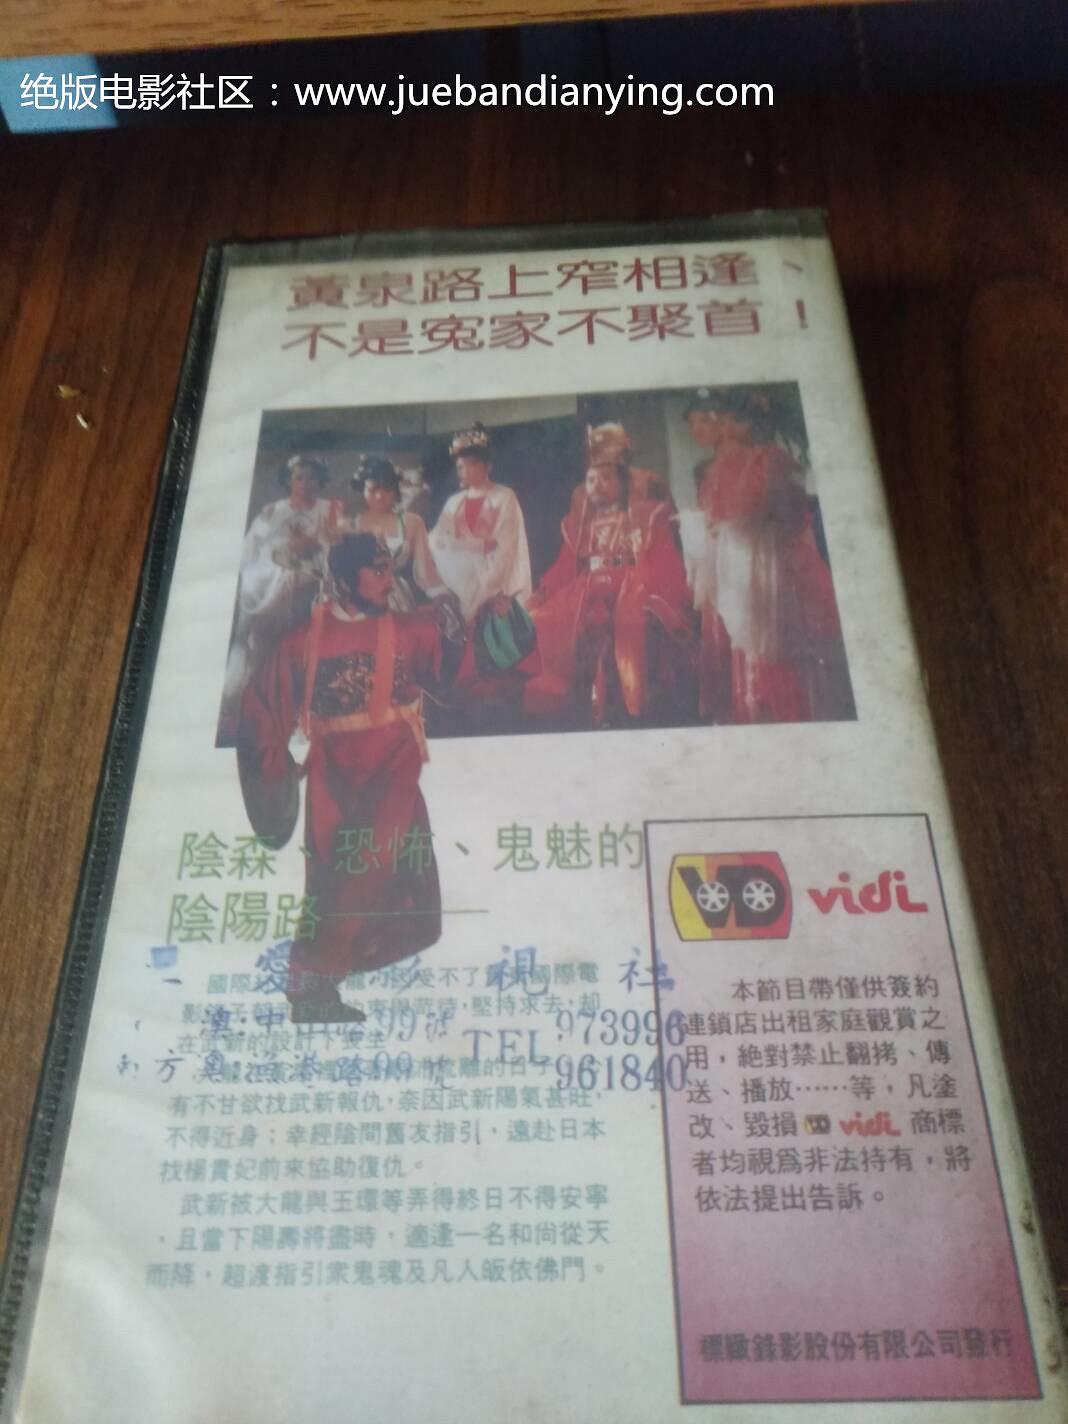 绝版电影社区：www.juebandianying.com
黃泉路上窄相逢、
不是冤家不聚首！
陰森、恐怖、鬼魅的
陰陽路
視 社
TEL:973996
961840
有不甘欲找武新報仇，奈因武新陽氣甚旺，
不得近身；幸經陰間舊友指引，遠赴日本
找楊貴妃前來協助復仇。
武新被大龍與王環等弄得終日不得安寧
，且當下陽壽將盡時，適逢一名和尚從天
而降，超渡指引眾鬼魂及凡人皈依佛門。
VD vidi
本節目帶僅供簽約
連鎖店出租家庭觀賞之
用，絕對禁止翻拷、傳
送、播放……等，凡塗
改、毀損 VD vidi 商標
者均視為非法持有，將
依法提出告訴。
標緻錄影股份有限公司發行